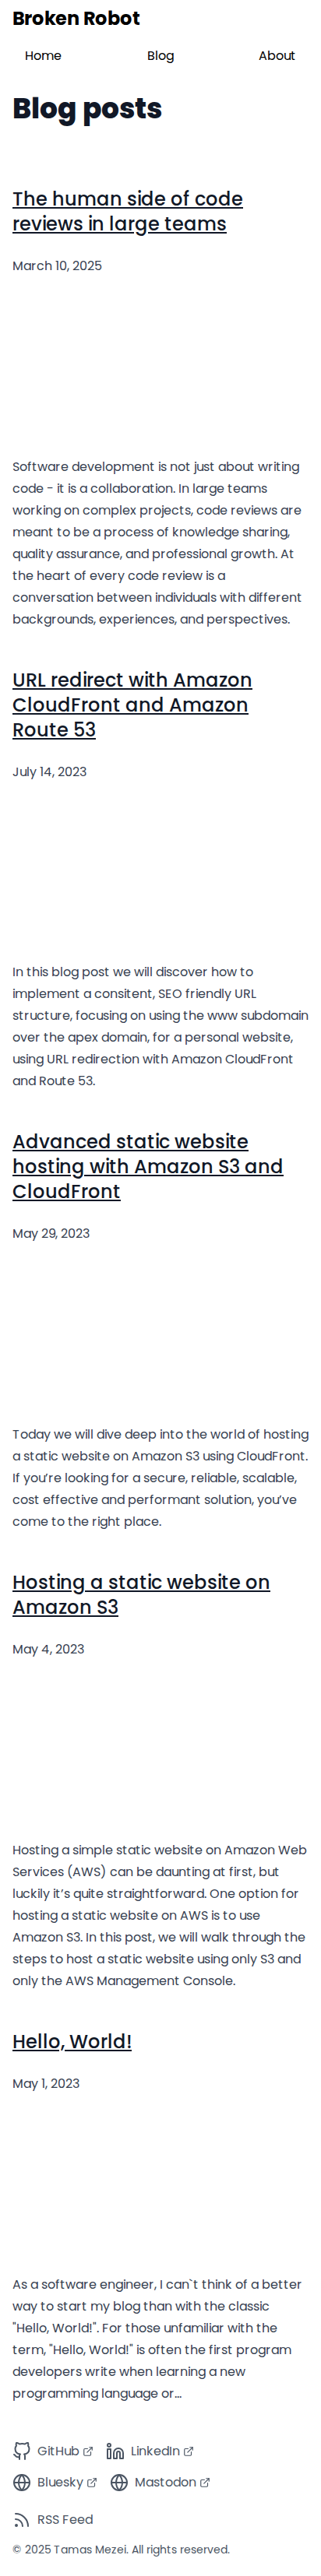 Broken Robot
Home Blog About
Blog posts
The human side of code
reviews in large teams
March 10, 2025
Software development is not just about writing
code - it is a collaboration. In large teams
working on complex projects, code reviews are
meant to be a process of knowledge sharing,
quality assurance, and professional growth. At
the heart of every code review is a
conversation between individuals with different
backgrounds, experiences, and perspectives.
URL redirect with Amazon
CloudFront and Amazon
Route 53
July 14, 2023
In this blog post we will discover how to
implement a consitent, SEO friendly URL
structure, focusing on using the www subdomain
over the apex domain, for a personal website,
using URL redirection with Amazon CloudFront
and Route 53.
Advanced static website
hosting with Amazon S3 and
CloudFront
May 29, 2023
Today we will dive deep into the world of hosting
a static website on Amazon S3 using CloudFront.
If you're looking for a secure, reliable, scalable,
cost effective and performant solution, you've
come to the right place.
Hosting a static website on
Amazon S3
May 4, 2023
Hosting a simple static website on Amazon Web
Services (AWS) can be daunting at first, but
luckily it's quite straightforward. One option for
hosting a static website on AWS is to use
Amazon S3. In this post, we will walk through the
steps to host a static website using only S3 and
only the AWS Management Console.
Hello, World!
May 1, 2023
As a software engineer, I can`t think of a better
way to start my blog than with the classic
"Hello, World!". For those unfamiliar with the
term, "Hello, World!" is often the first program
developers write when learning a new
programming language or...
GitHub LinkedIn
Bluesky Mastodon
RSS Feed
© 2025 Tamas Mezei. All rights reserved.